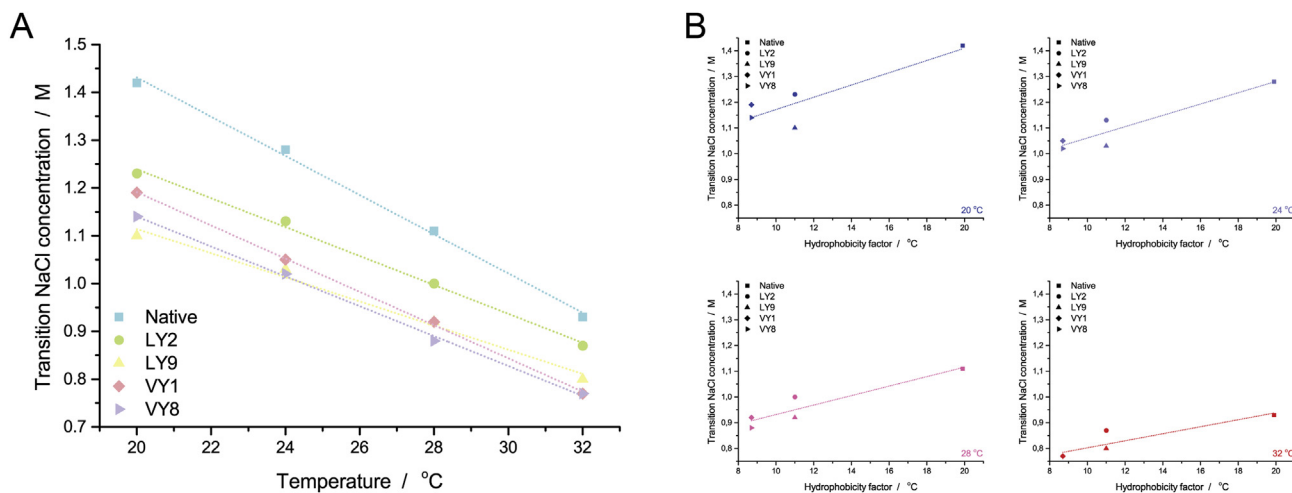 A
Transition NaCl concentration / M
1.5
1.4
1.3
1.2
1.1
1.0
0.9
0.8
0.7
Native
LY2
LY9
VY1
VY8
20 22 24 26 28 30 32
Temperature / °C
B
Transition NaCl concentration / M
1,4
1,3
1,2
1,1
1,0
0,9
0,8
Native
LY2
LY9
VY1
VY8
20 °C
8 10 12 14 16 18 20
Hydrophobicity factor / °C
Transition NaCl concentration / M
1,4
1,3
1,2
1,1
1,0
0,9
0,8
Native
LY2
LY9
VY1
VY8
24 °C
8 10 12 14 16 18 20
Hydrophobicity factor / °C
Transition NaCl concentration / M
1,4
1,3
1,2
1,1
1,0
0,9
0,8
Native
LY2
LY9
VY1
VY8
28 °C
8 10 12 14 16 18 20
Hydrophobicity factor / °C
Transition NaCl concentration / M
1,4
1,3
1,2
1,1
1,0
0,9
0,8
Native
LY2
LY9
VY1
VY8
32 °C
8 10 12 14 16 18 20
Hydrophobicity factor / °C